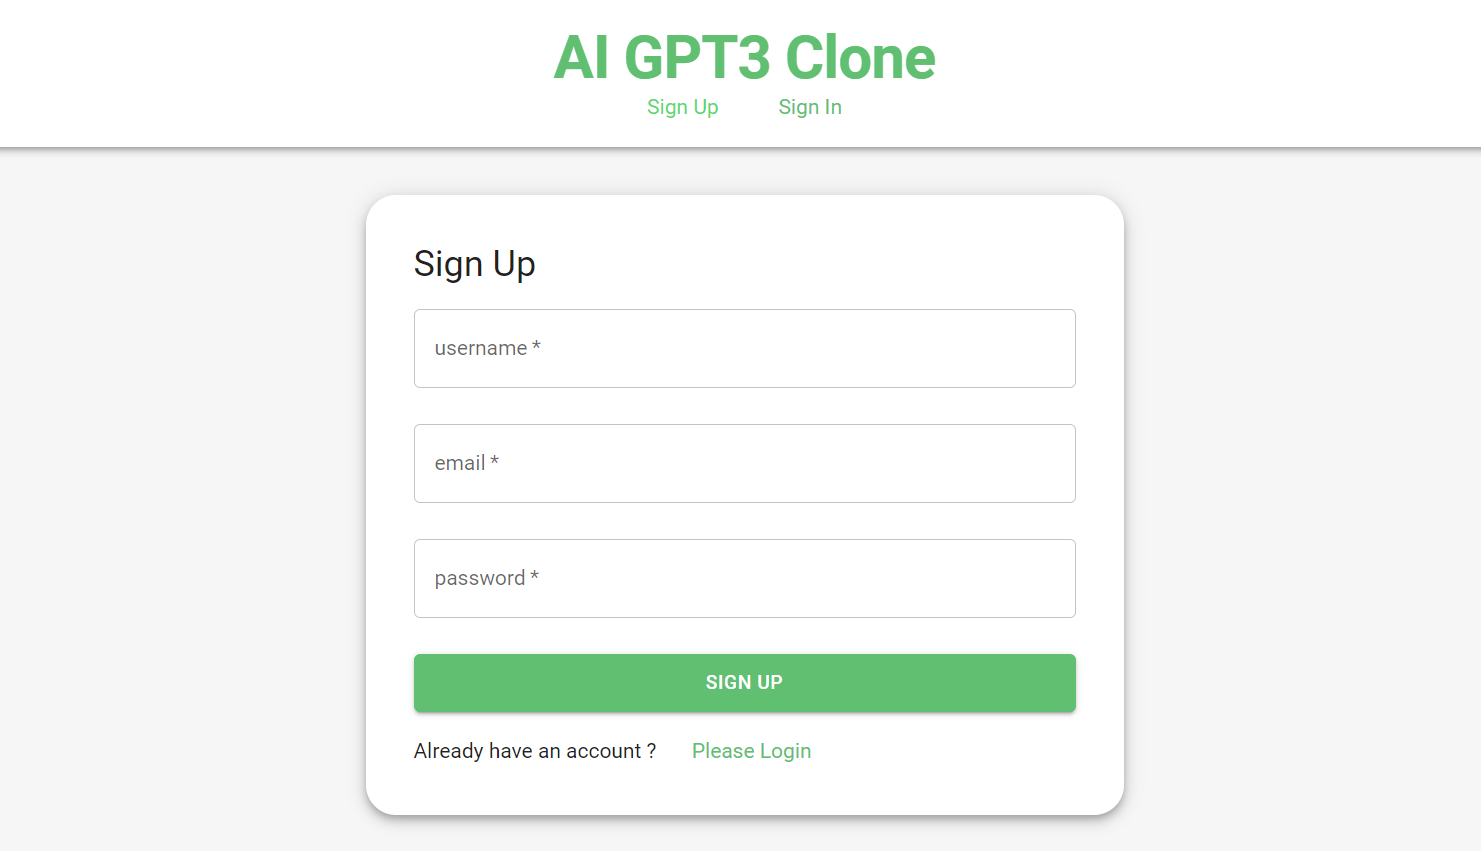 AI GPT3 Clone
Sign Up Sign In
Sign Up
username *
email *
password *
SIGN UP
Already have an account ? Please Login